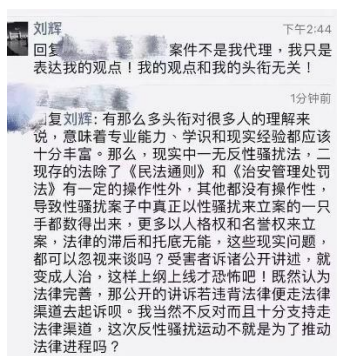 刘辉
下午2:44
回复 案件不是我代理，我只是
表达我的观点！我的观点和我的头衔无关！
1分钟前
回复刘辉: 有那么多头衔对很多人的理解来
说，意味着专业能力、学识和现实经验都应该
十分丰富。那么，现实中一无反性骚扰法，二
现存的法除了《民法通则》和《治安管理处罚
法》有一定的操作性外，其他都没有操作性，
导致性骚扰案子中真正以性骚扰来立案的一只
手都数得出来，更多以人格权和名誉权来立
案，法律的滞后和托底无能，这些现实问题，
都可以忽视来谈吗？受害者诉诸公开讲述，就
变成人治，这样上纲上线才恐怖吧！既然认为
法律完善，那公开的讲诉若违背法律便走法律
渠道去起诉呗。我当然不反对而且十分支持走
法律渠道，这次反性骚扰运动不就是为了推动
法律进程吗？